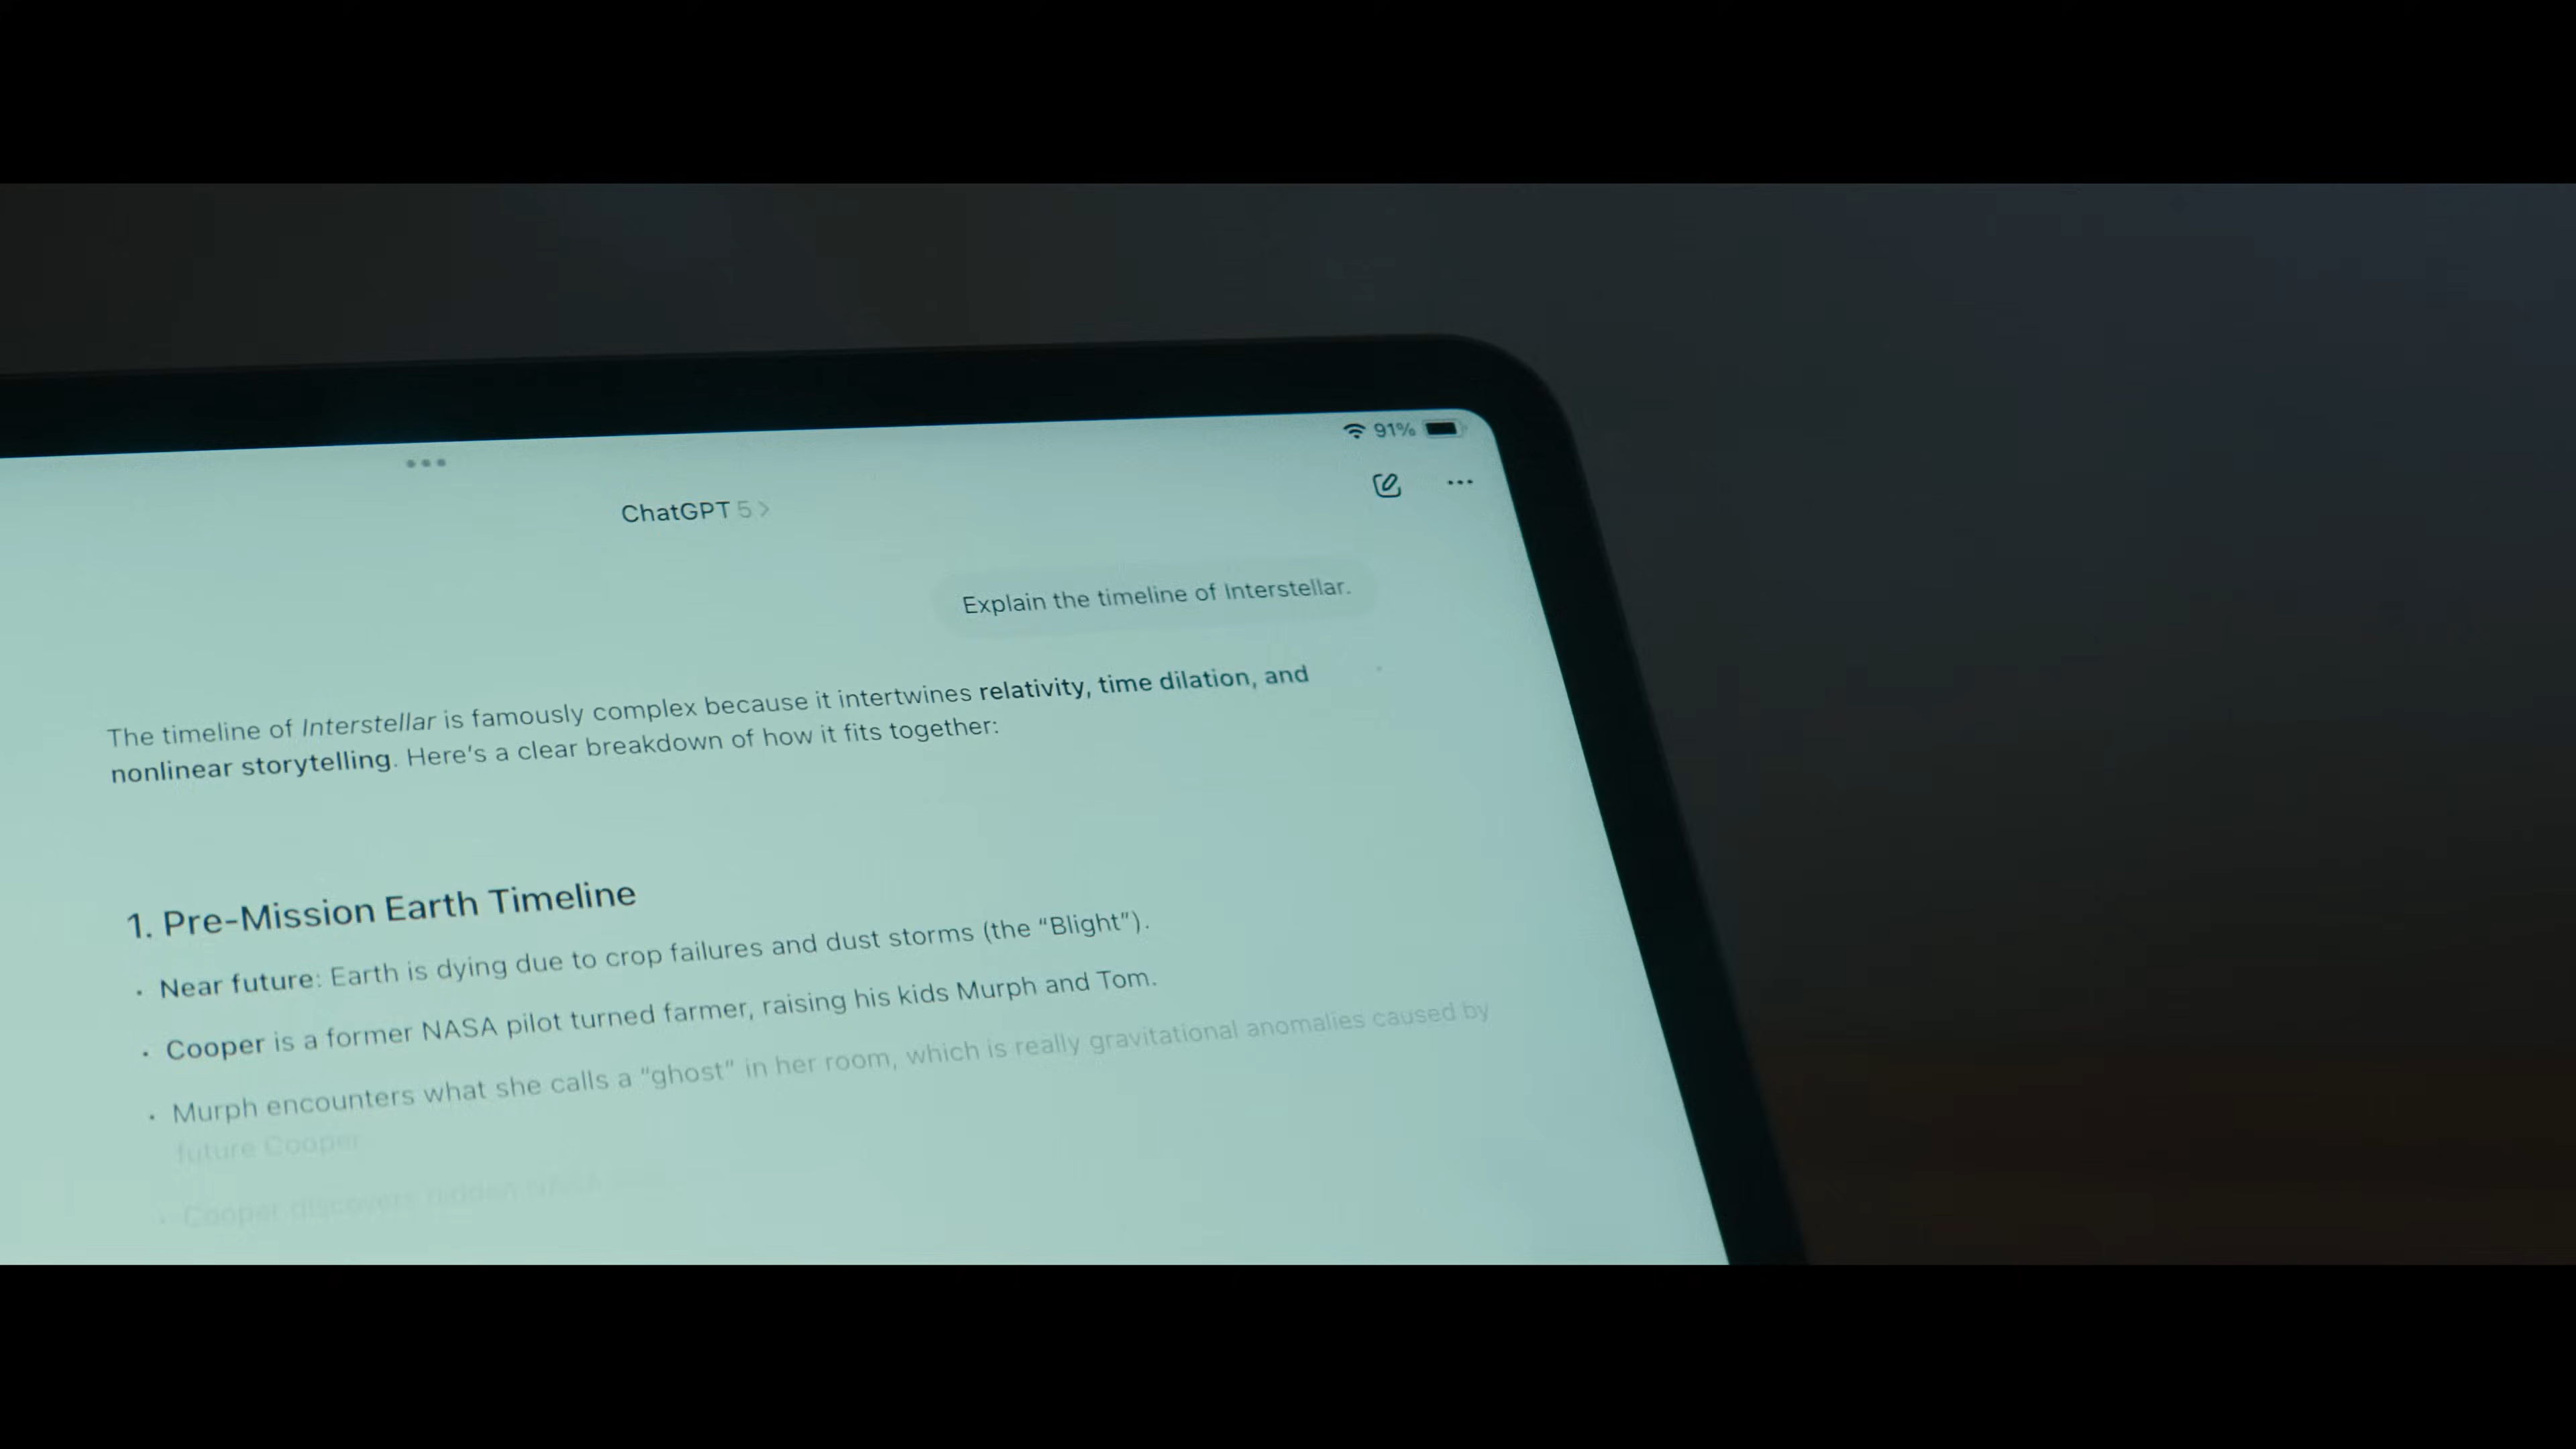 91%
ChatGPT 5 >
Explain the timeline of Interstellar.
The timeline of Interstellar is famously complex because it intertwines relativity, time dilation, and
nonlinear storytelling. Here's a clear breakdown of how it fits together:
1. Pre-Mission Earth Timeline
• Near future: Earth is dying due to crop failures and dust storms (the “Blight”).
• Cooper is a former NASA pilot turned farmer, raising his kids Murph and Tom.
• Murph encounters what she calls a “ghost” in her room, which is really gravitational anomalies caused by
future Cooper
• Cooper discovers hidden NASA